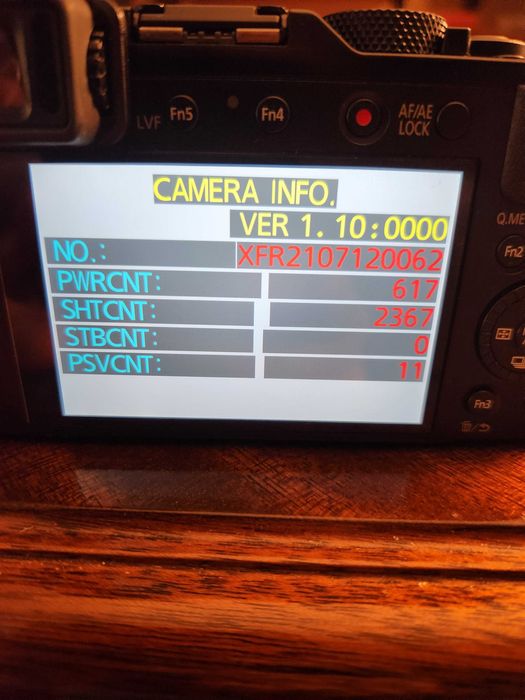 LVF Fn5 Fn4 AF/AE LOCK
CAMERA INFO.
VER 1. 10:0000
NO.: XFR2107120062
PWRCNT: 617
SHTCNT: 2367
STBCNT: 0
PSVCNT: 11
Q.ME
Fn2
Fn3